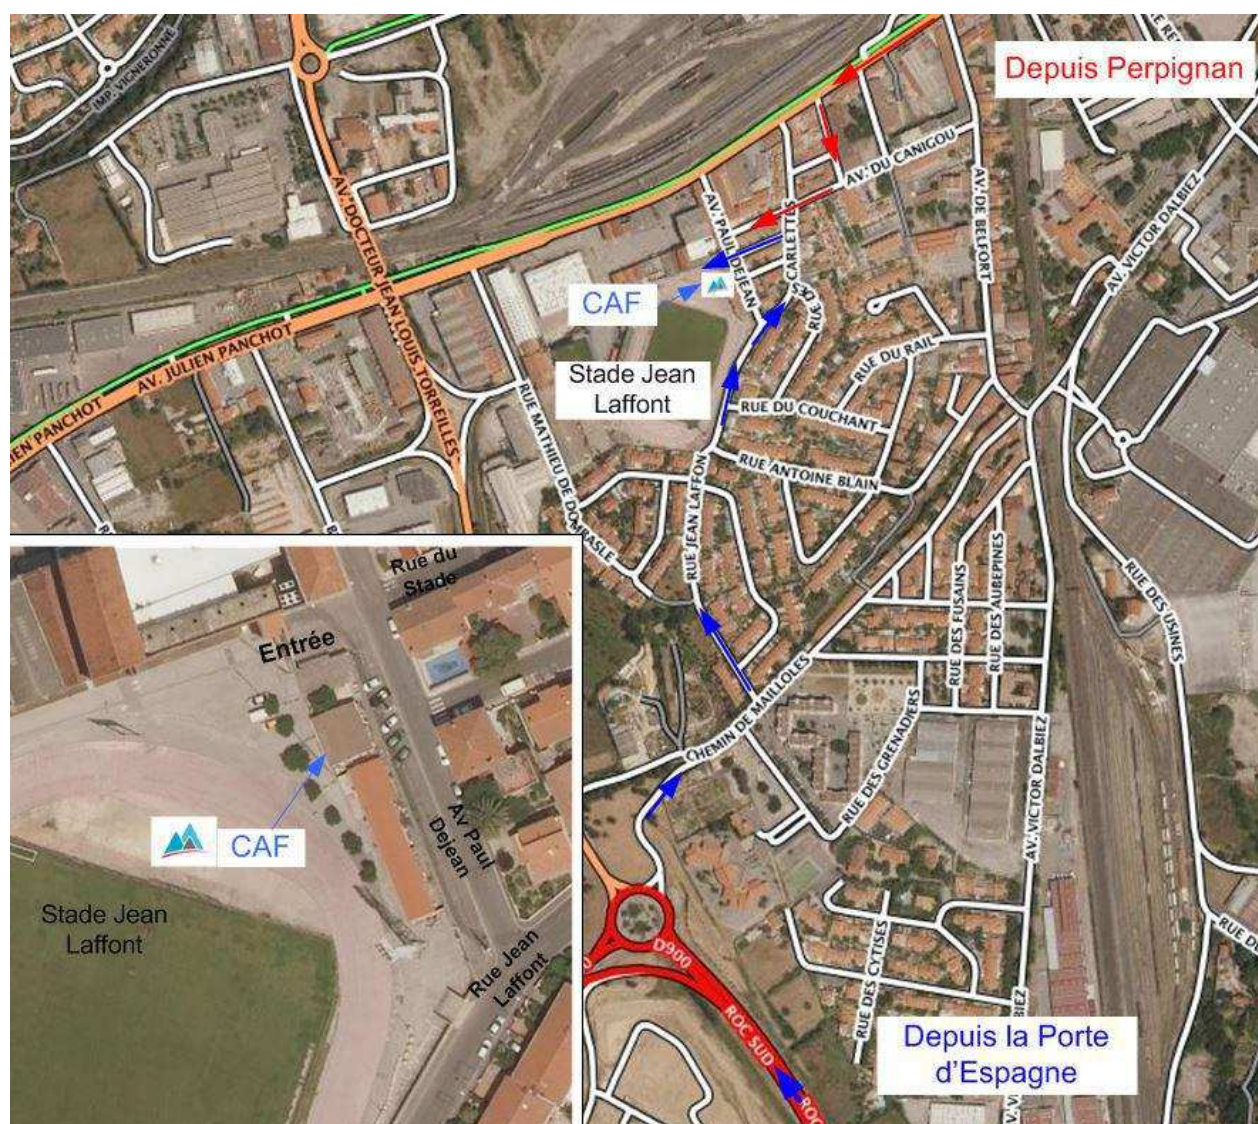 Depuis Perpignan
IMP. VIGNERONNE
AV. DU CANIGOU
AV. DOCTEUR JEAN LOUIS TORREILLES
AV. PAUL DEJEAN
RUE DES CARLETTES
AV. DE BELFORT
AV. VICTOR DALBIEZ
CAF
AV. JULIEN PANCHOT
Stade Jean
Laffont
RUE DU RAIL
RUE DU COUCHANT
RUE MATHIEU DE DOMBASLE
RUE ANTOINE BLAIN
RUE JEAN LAFFON
RUE DES FUSAINS
RUE DES AUBEPINES
RUE DES USINES
CHEMIN DE MAILLOLES
RUE DES GRENADIERS
AV. VICTOR DALBIEZ
D900
ROC SUD
RUE DES CYTISES
Depuis la Porte
d'Espagne
Rue du
Stade
Entrée
CAF
Av Paul
Dejean
Stade Jean
Laffont
Rue Jean
Laffont